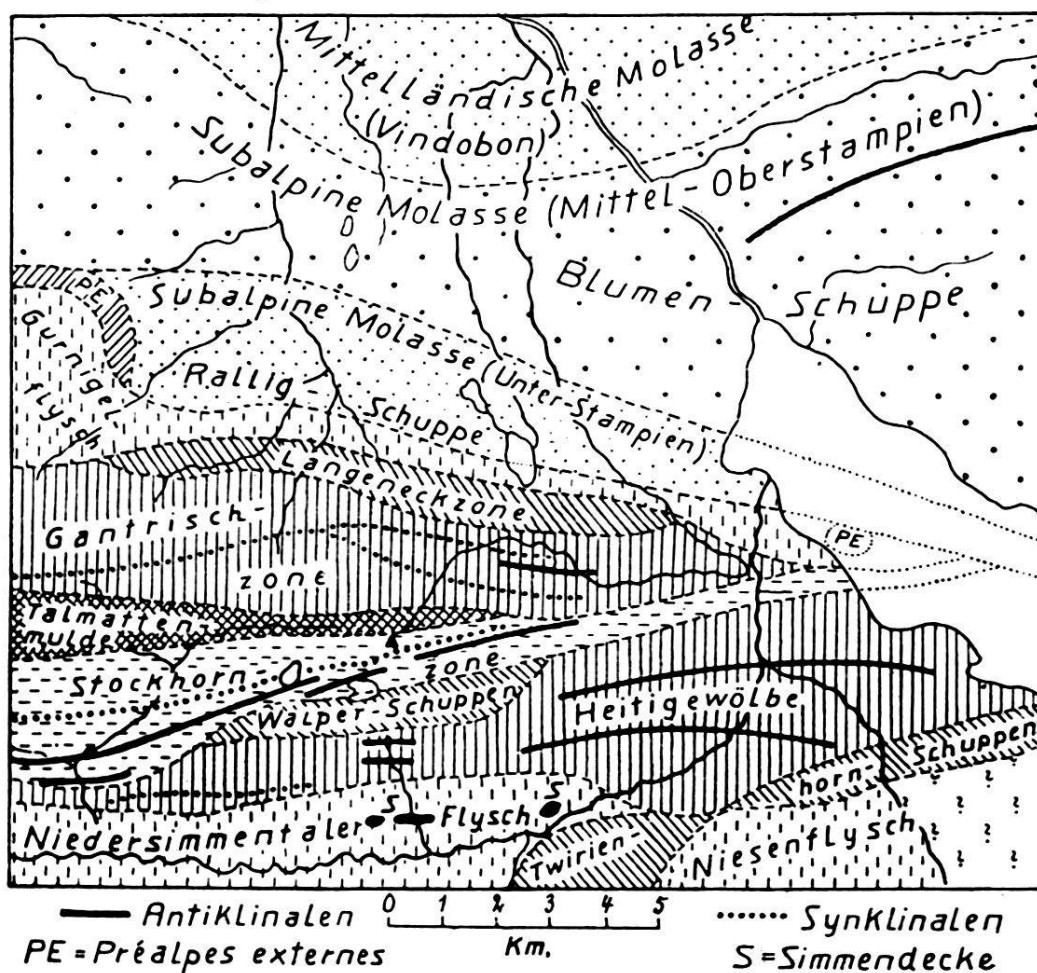 Mittelländische Molasse
(Vindobon)
Subalpine Molasse (Mittel-Oberstampien)
Blumen-Schuppe
PE
Subalpine Molasse (Unter-Stampien)
Gurnigelflysch
Rallig Schuppe
Langeneckzone
Gantrisch-
zone
(PE)
Talmatten
mulde
Stockhorn zone
Walper Schuppen
Heitigewölbe
Niedersimmentaler Flysch
S
S
Twirien-horn Schuppen
Niesenflysch
? ?
? ? ?
? ? ?
? ? ?
Antiklinalen
0 1 2 3 4 5
Km.
Synklinalen
PE = Préalpes externes
S = Simmendecke